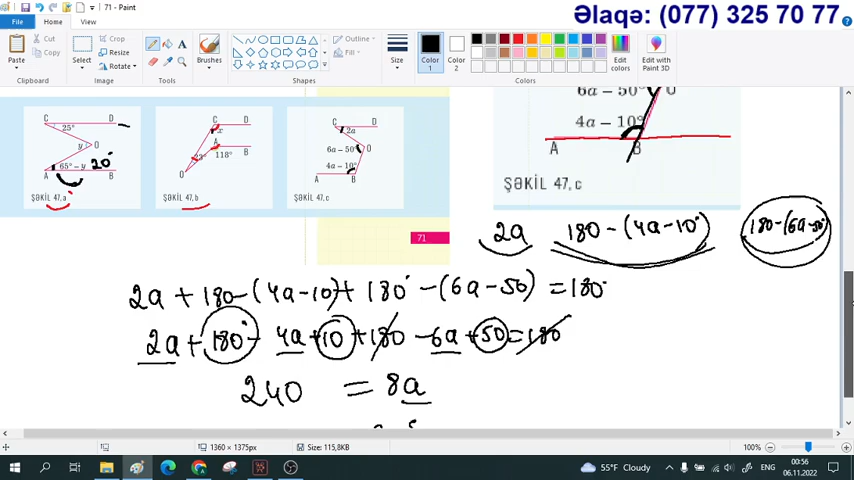 Əlaqə: (077) 325 70 77
71 - Paint
File
Home
View
Paste
Cut
Copy
Clipboard
Select
Crop
Resize
Rotate
Image
A
Tools
Brushes
Outline
Fill
Shapes
Size
Color 1
Color 2
Edit colors
Edit with Paint 3D
Colors
C
D
25°
y
O
65° – y
20°
A
B
ŞƏKİL 47, a
C
D
x
A
B
23°
118°
O
ŞƏKİL 47, b
C
D
2a
6a – 50°
O
4a – 10°
A
B
ŞƏKİL 47, c
6a – 50°
O
4a – 10°
A
B
ŞƏKİL 47, c
71
2a 180 - (4a - 10°) 180 - (6a - 50°)
2a + 180 - (4a - 10) + 180° - (6a - 50) = 180°
2a + 180° - 4a + 10 + 180 - 6a + 50 = 180
240 = 8a
1360 × 1375px
Size: 115,8KB
100%
55°F Cloudy
ENG
00:56
06.11.2022